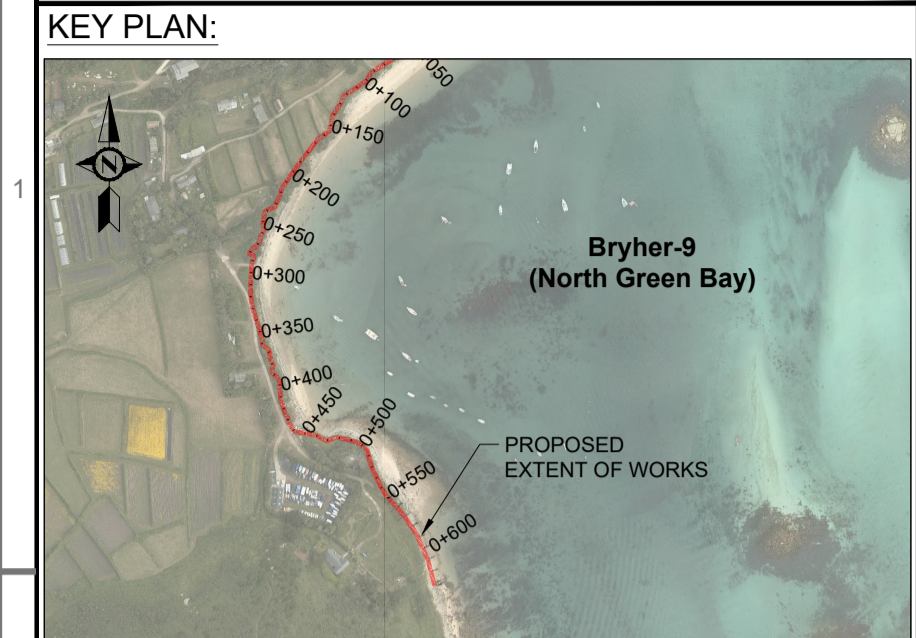 KEY PLAN:
050
0+100
0+150
1
N
0+200
0+250
Bryher-9
(North Green Bay)
0+300
0+350
0+400
0+450
0+500
PROPOSED
EXTENT OF WORKS
0+550
0+600